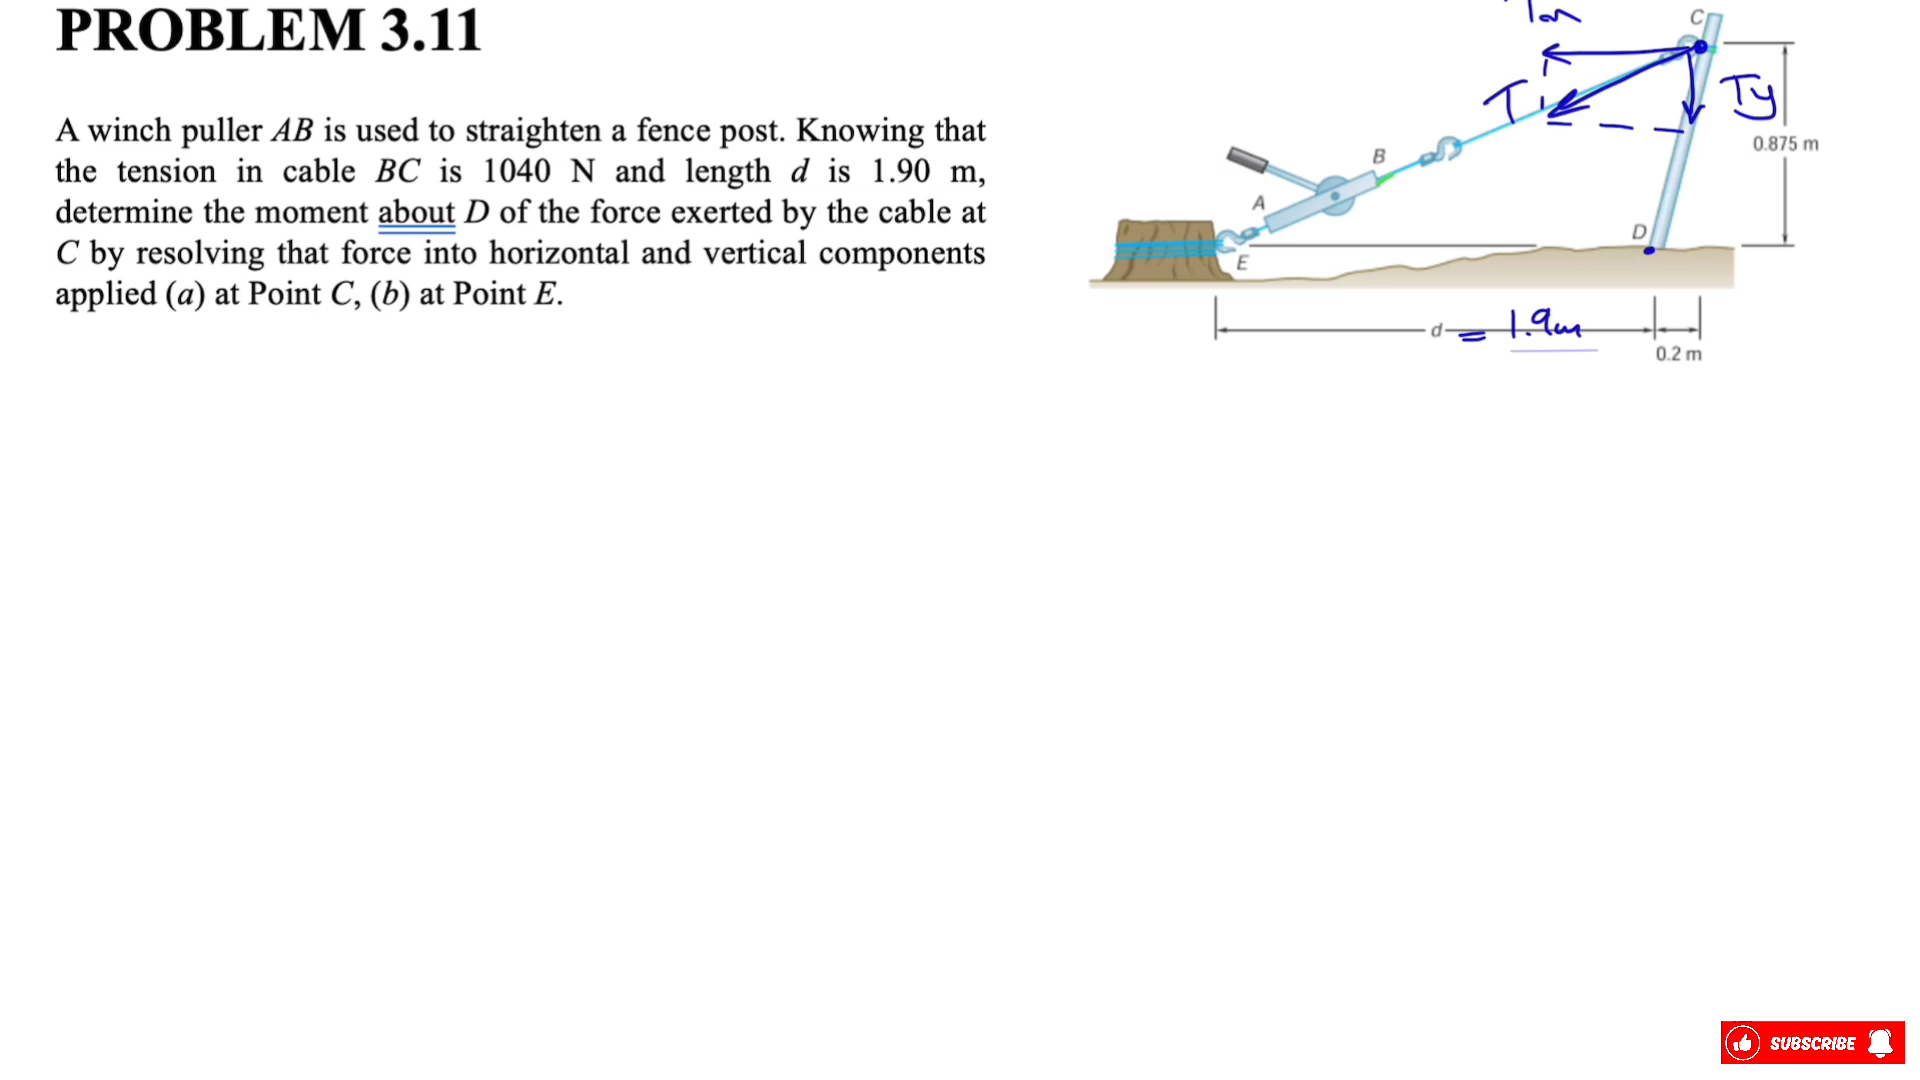 PROBLEM 3.11
A winch puller AB is used to straighten a fence post. Knowing that
the tension in cable BC is 1040 N and length d is 1.90 m,
determine the moment about D of the force exerted by the cable at
C by resolving that force into horizontal and vertical components
applied (a) at Point C, (b) at Point E.
C
T
Ty
0.875 m
B
A
D
E
d = 1.9m
0.2 m
SUBSCRIBE